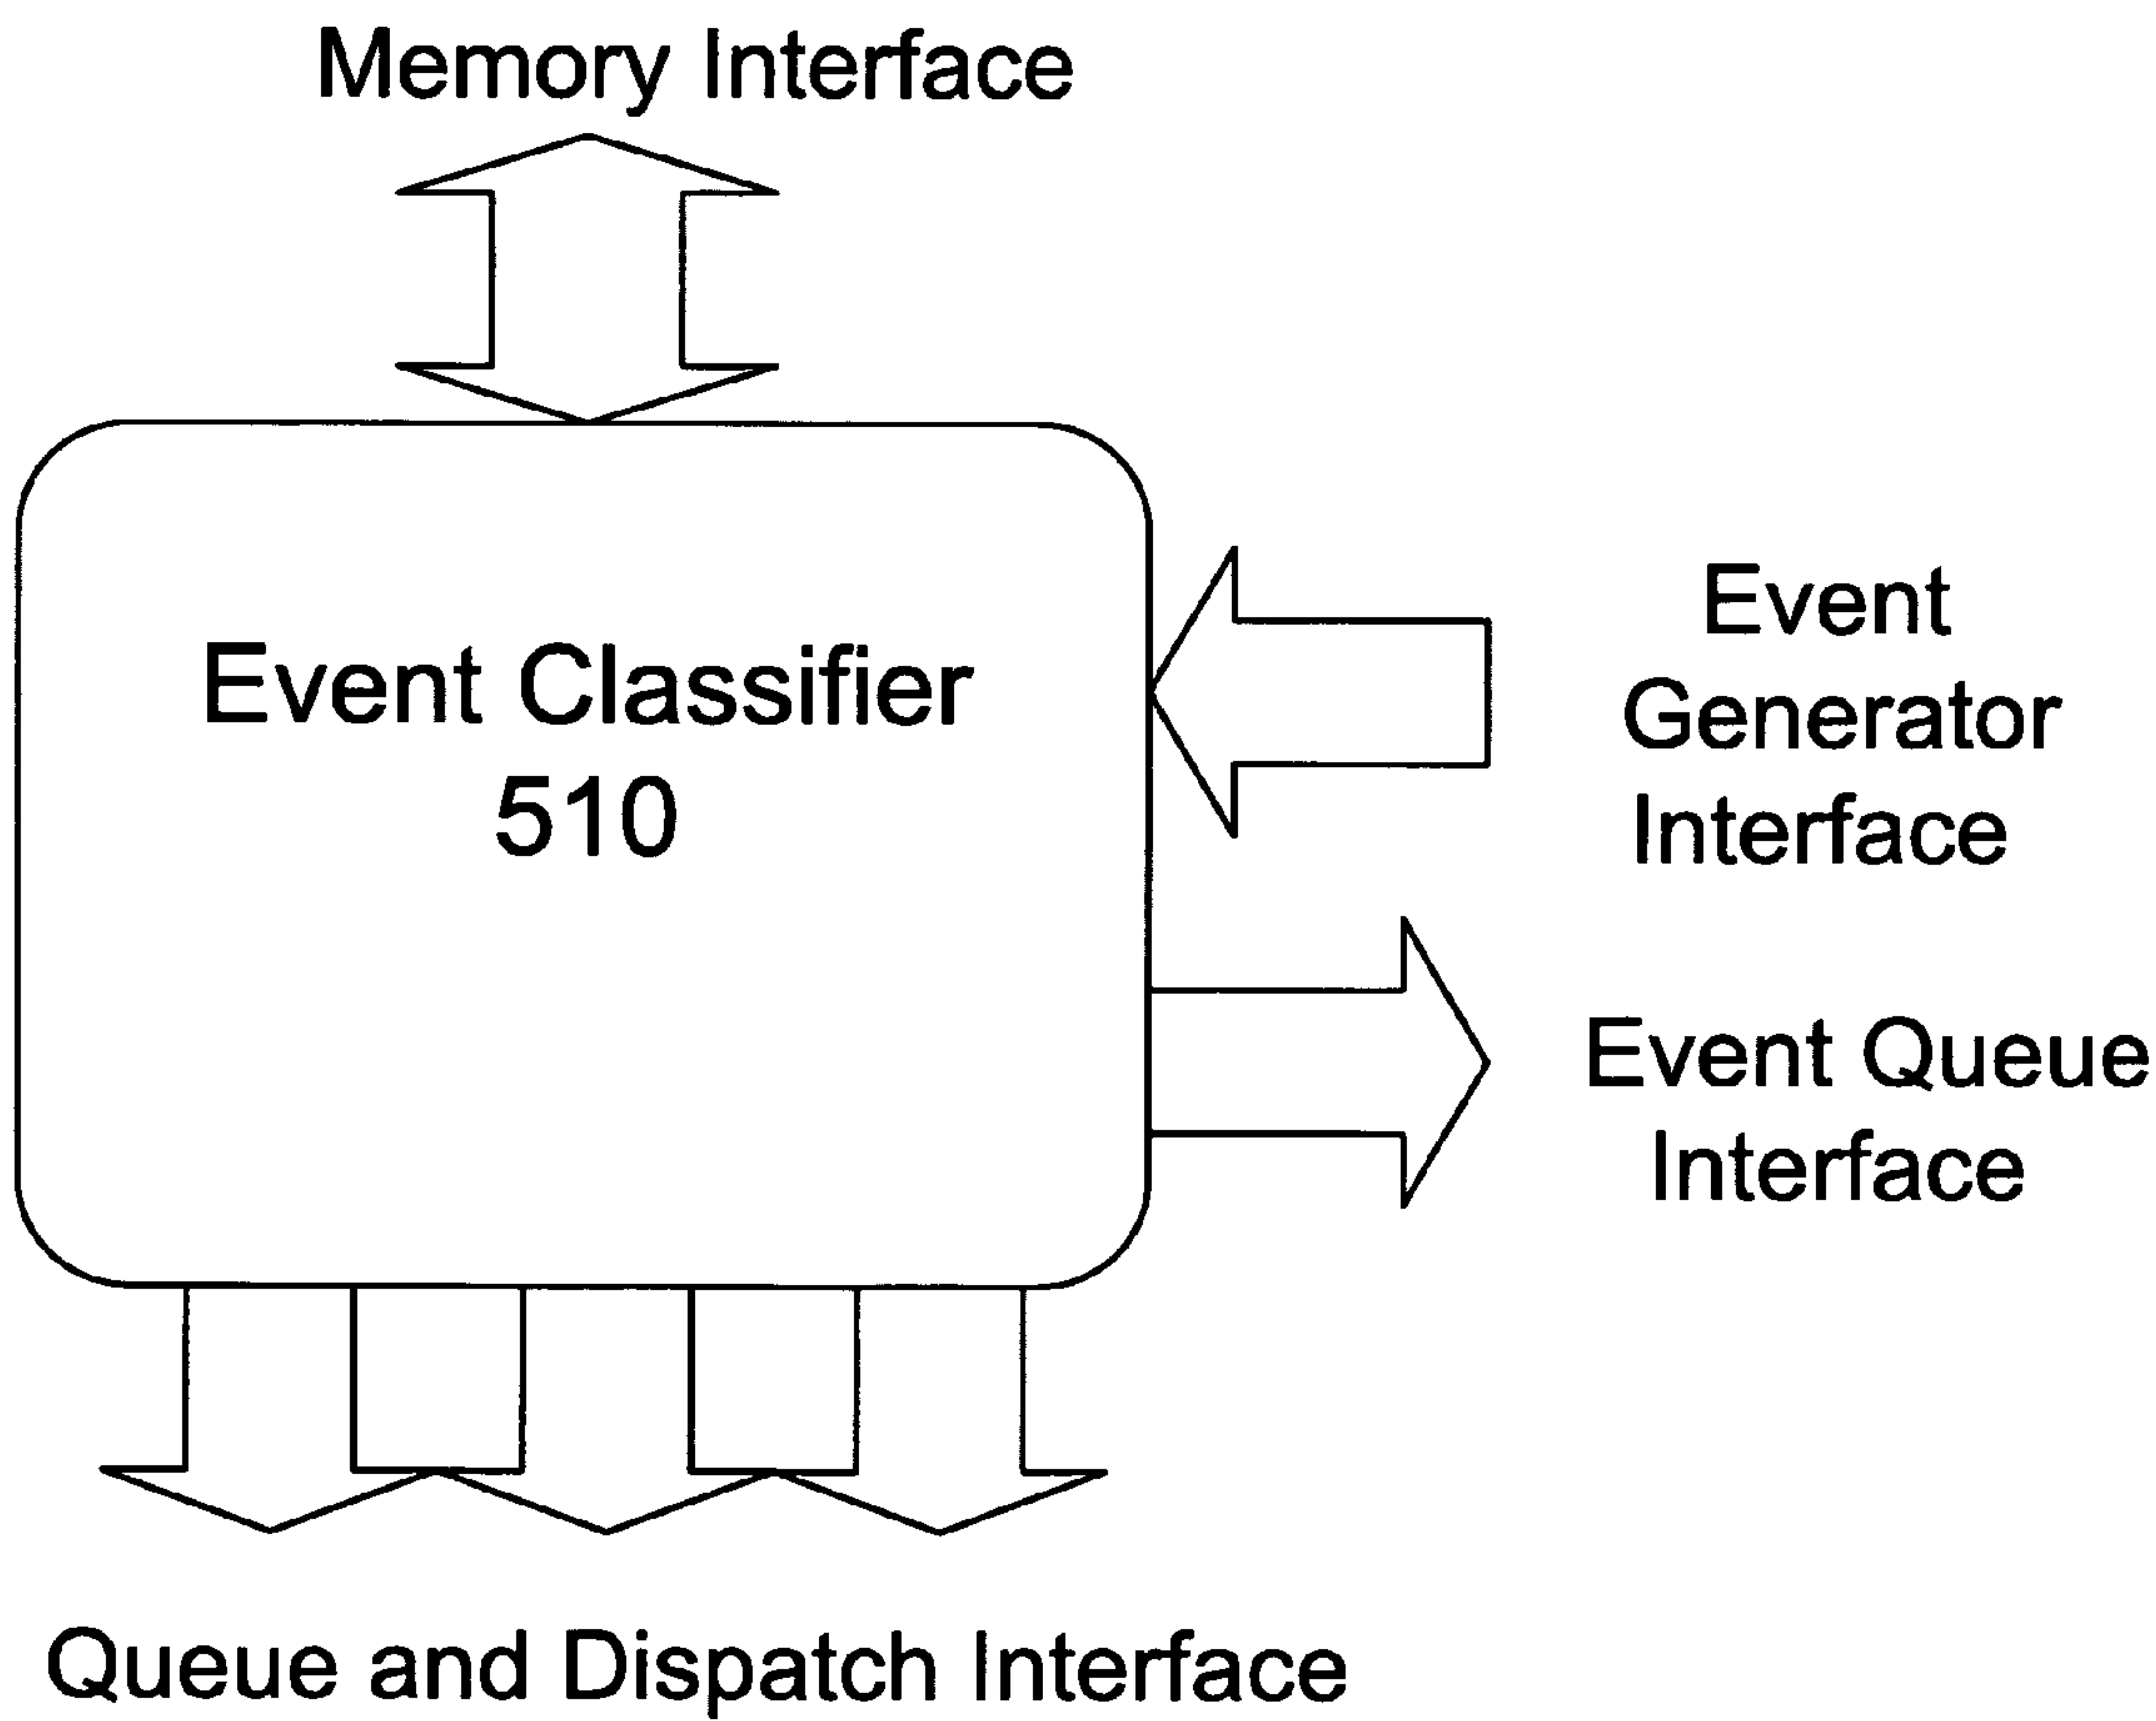 Memory Interface
Event Classifier
510
Event
Generator
Interface
Event Queue
Interface
Queue and Dispatch Interface